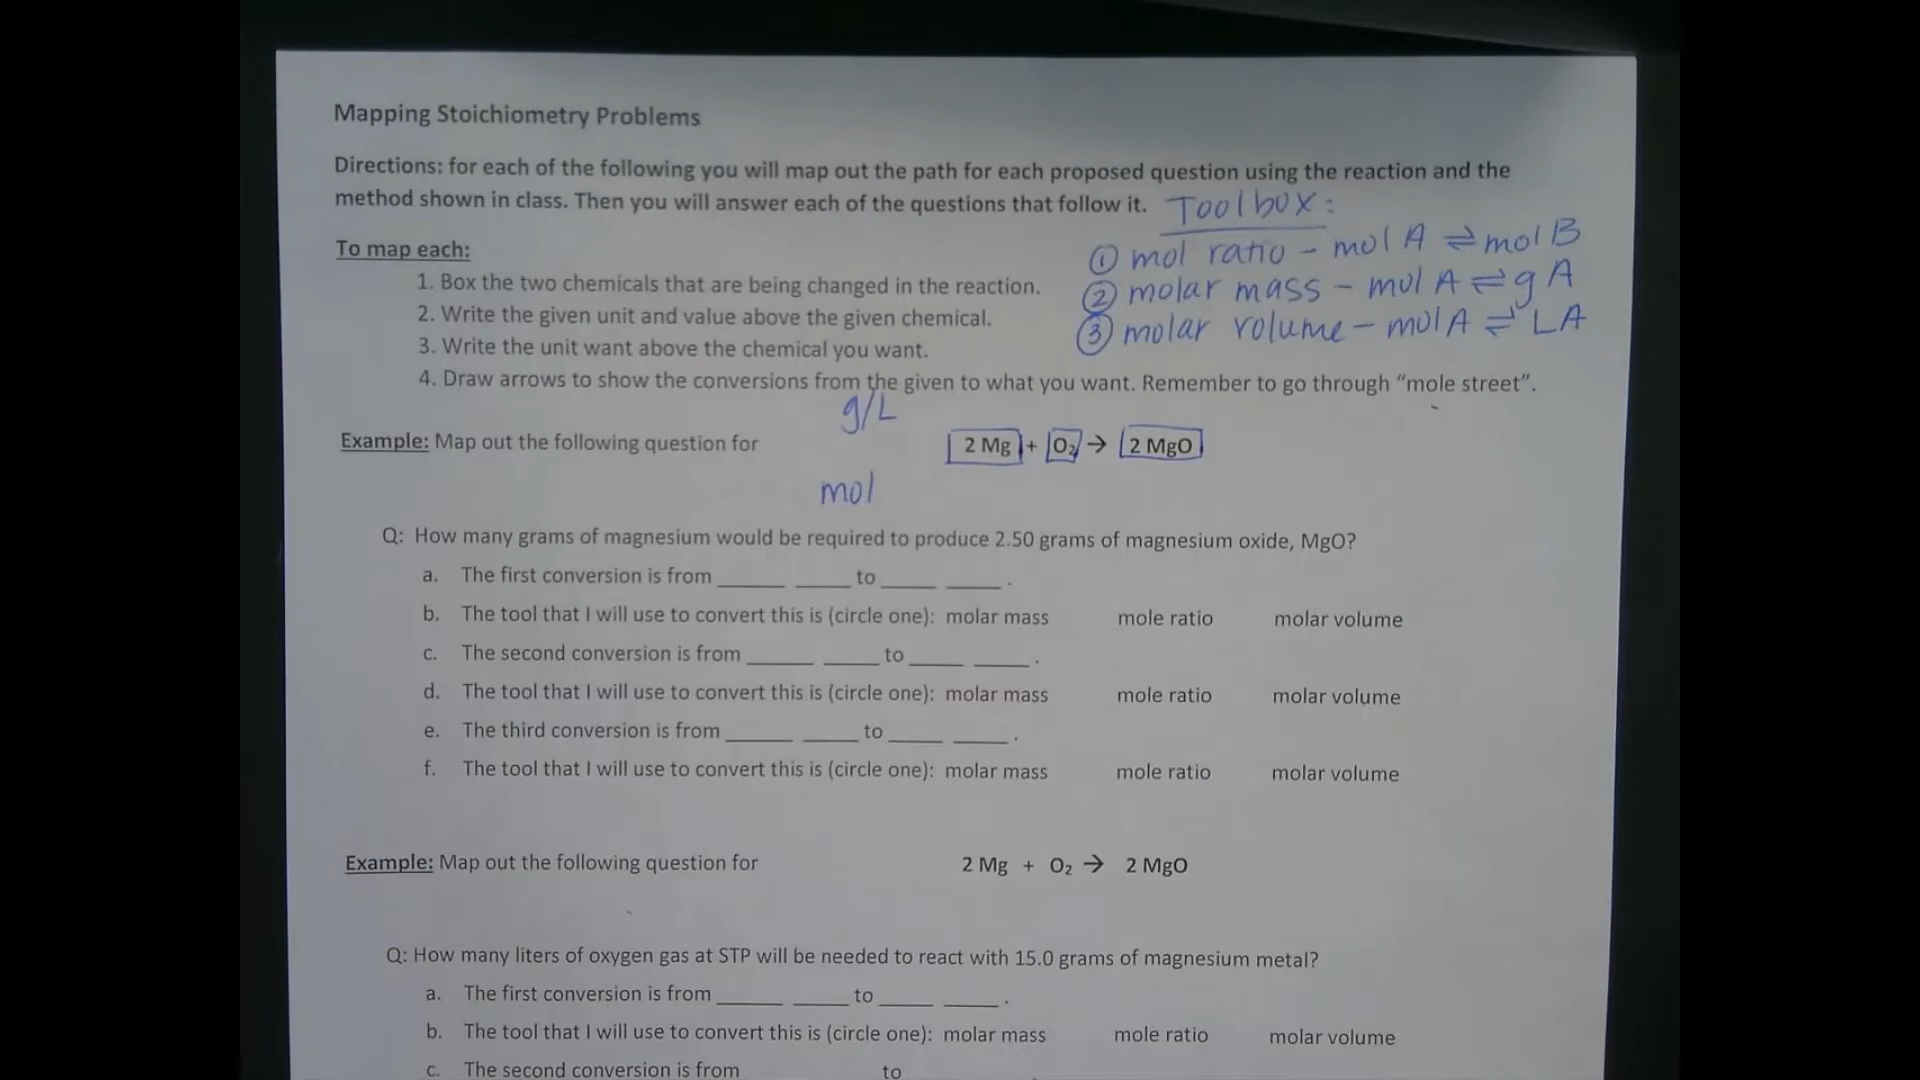 Mapping Stoichiometry Problems
Directions: for each of the following you will map out the path for each proposed question using the reaction and the
method shown in class. Then you will answer each of the questions that follow it. Toolbox:
To map each:
① mol ratio - mol A ⇌ mol B
1. Box the two chemicals that are being changed in the reaction.
② molar mass - mol A ⇌ g A
2. Write the given unit and value above the given chemical.
③ molar volume - mol A ⇌ L A
3. Write the unit want above the chemical you want.
4. Draw arrows to show the conversions from the given to what you want. Remember to go through “mole street”.
g/L
Example: Map out the following question for 2 Mg + O₂ → 2 MgO
mol
Q: How many grams of magnesium would be required to produce 2.50 grams of magnesium oxide, MgO?
a. The first conversion is from ______ _____ to _____ _____.
b. The tool that I will use to convert this is (circle one): molar mass mole ratio molar volume
c. The second conversion is from ______ _____ to _____ _____.
d. The tool that I will use to convert this is (circle one): molar mass mole ratio molar volume
e. The third conversion is from ______ _____ to _____ _____.
f. The tool that I will use to convert this is (circle one): molar mass mole ratio molar volume
Example: Map out the following question for 2 Mg + O₂ → 2 MgO
Q: How many liters of oxygen gas at STP will be needed to react with 15.0 grams of magnesium metal?
a. The first conversion is from ______ _____ to _____ _____.
b. The tool that I will use to convert this is (circle one): molar mass mole ratio molar volume
c. The second conversion is from to